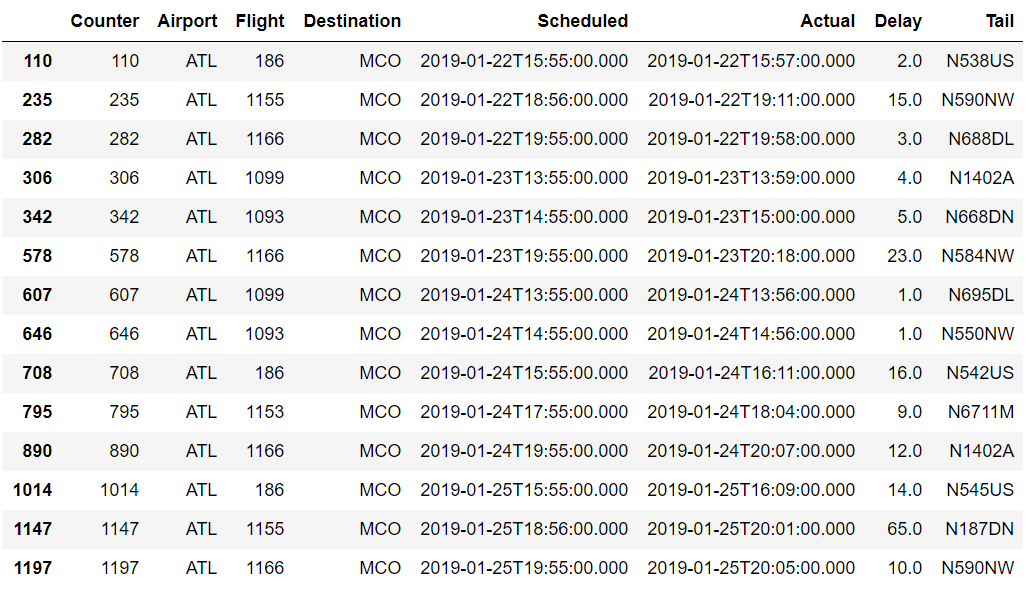 Counter Airport Flight Destination Scheduled Actual Delay Tail
110 110 ATL 186 MCO 2019-01-22T15:55:00.000 2019-01-22T15:57:00.000 2.0 N538US
235 235 ATL 1155 MCO 2019-01-22T18:56:00.000 2019-01-22T19:11:00.000 15.0 N590NW
282 282 ATL 1166 MCO 2019-01-22T19:55:00.000 2019-01-22T19:58:00.000 3.0 N688DL
306 306 ATL 1099 MCO 2019-01-23T13:55:00.000 2019-01-23T13:59:00.000 4.0 N1402A
342 342 ATL 1093 MCO 2019-01-23T14:55:00.000 2019-01-23T15:00:00.000 5.0 N668DN
578 578 ATL 1166 MCO 2019-01-23T19:55:00.000 2019-01-23T20:18:00.000 23.0 N584NW
607 607 ATL 1099 MCO 2019-01-24T13:55:00.000 2019-01-24T13:56:00.000 1.0 N695DL
646 646 ATL 1093 MCO 2019-01-24T14:55:00.000 2019-01-24T14:56:00.000 1.0 N550NW
708 708 ATL 186 MCO 2019-01-24T15:55:00.000 2019-01-24T16:11:00.000 16.0 N542US
795 795 ATL 1153 MCO 2019-01-24T17:55:00.000 2019-01-24T18:04:00.000 9.0 N6711M
890 890 ATL 1166 MCO 2019-01-24T19:55:00.000 2019-01-24T20:07:00.000 12.0 N1402A
1014 1014 ATL 186 MCO 2019-01-25T15:55:00.000 2019-01-25T16:09:00.000 14.0 N545US
1147 1147 ATL 1155 MCO 2019-01-25T18:56:00.000 2019-01-25T20:01:00.000 65.0 N187DN
1197 1197 ATL 1166 MCO 2019-01-25T19:55:00.000 2019-01-25T20:05:00.000 10.0 N590NW